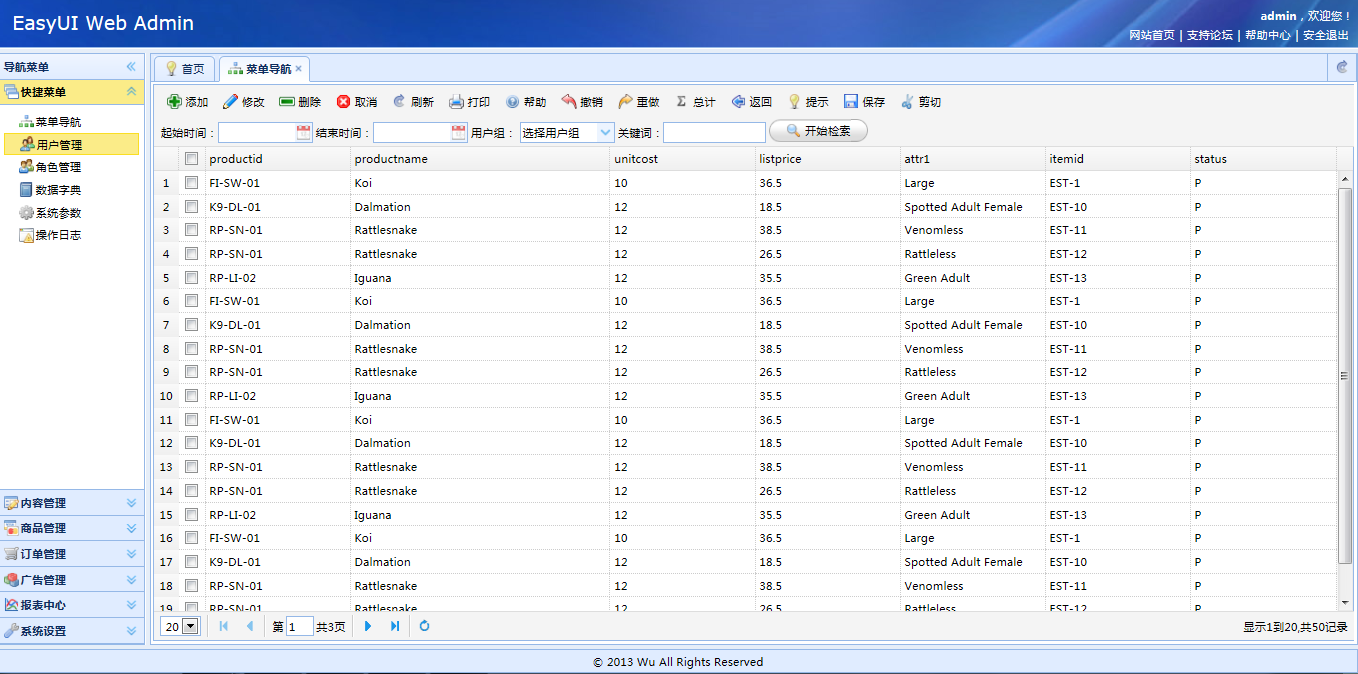 EasyUI Web Admin
admin，欢迎您！
网站首页 | 支持论坛 | 帮助中心 | 安全退出
导航菜单
快捷菜单
菜单导航
用户管理
角色管理
数据字典
系统参数
操作日志
内容管理
商品管理
订单管理
广告管理
报表中心
系统设置
首页 菜单导航
添加 修改 删除 取消 刷新 打印 帮助 撤销 重做 总计 返回 提示 保存 剪切
起始时间： 结束时间： 用户组： 选择用户组 关键词： 开始检索
productid productname unitcost listprice attr1 itemid status
1 FI-SW-01 Koi 10 36.5 Large EST-1 P
2 K9-DL-01 Dalmation 12 18.5 Spotted Adult Female EST-10 P
3 RP-SN-01 Rattlesnake 12 38.5 Venomless EST-11 P
4 RP-SN-01 Rattlesnake 12 26.5 Rattleless EST-12 P
5 RP-LI-02 Iguana 12 35.5 Green Adult EST-13 P
6 FI-SW-01 Koi 10 36.5 Large EST-1 P
7 K9-DL-01 Dalmation 12 18.5 Spotted Adult Female EST-10 P
8 RP-SN-01 Rattlesnake 12 38.5 Venomless EST-11 P
9 RP-SN-01 Rattlesnake 12 26.5 Rattleless EST-12 P
10 RP-LI-02 Iguana 12 35.5 Green Adult EST-13 P
11 FI-SW-01 Koi 10 36.5 Large EST-1 P
12 K9-DL-01 Dalmation 12 18.5 Spotted Adult Female EST-10 P
13 RP-SN-01 Rattlesnake 12 38.5 Venomless EST-11 P
14 RP-SN-01 Rattlesnake 12 26.5 Rattleless EST-12 P
15 RP-LI-02 Iguana 12 35.5 Green Adult EST-13 P
16 FI-SW-01 Koi 10 36.5 Large EST-1 P
17 K9-DL-01 Dalmation 12 18.5 Spotted Adult Female EST-10 P
18 RP-SN-01 Rattlesnake 12 38.5 Venomless EST-11 P
19 RP-SN-01 Rattlesnake 12 26.5 Rattleless EST-12 P
20 第 1 共3页 显示1到20,共50记录
© 2013 Wu All Rights Reserved